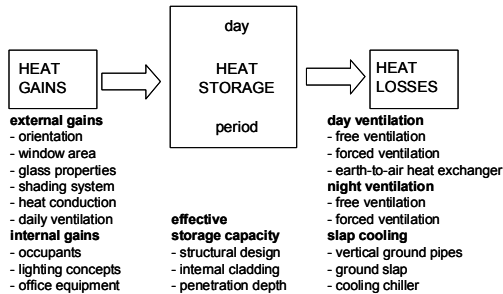 day
HEAT
GAINS
HEAT
STORAGE
HEAT
LOSSES
period
external gains
- orientation
- window area
- glass properties
- shading system
- heat conduction
- daily ventilation
internal gains
- occupants
- lighting concepts
- office equipment
effective
storage capacity
- structural design
- internal cladding
- penetration depth
day ventilation
- free ventilation
- forced ventilation
- earth-to-air heat exchanger
night ventilation
- free ventilation
- forced ventilation
slap cooling
- vertical ground pipes
- ground slap
- cooling chiller